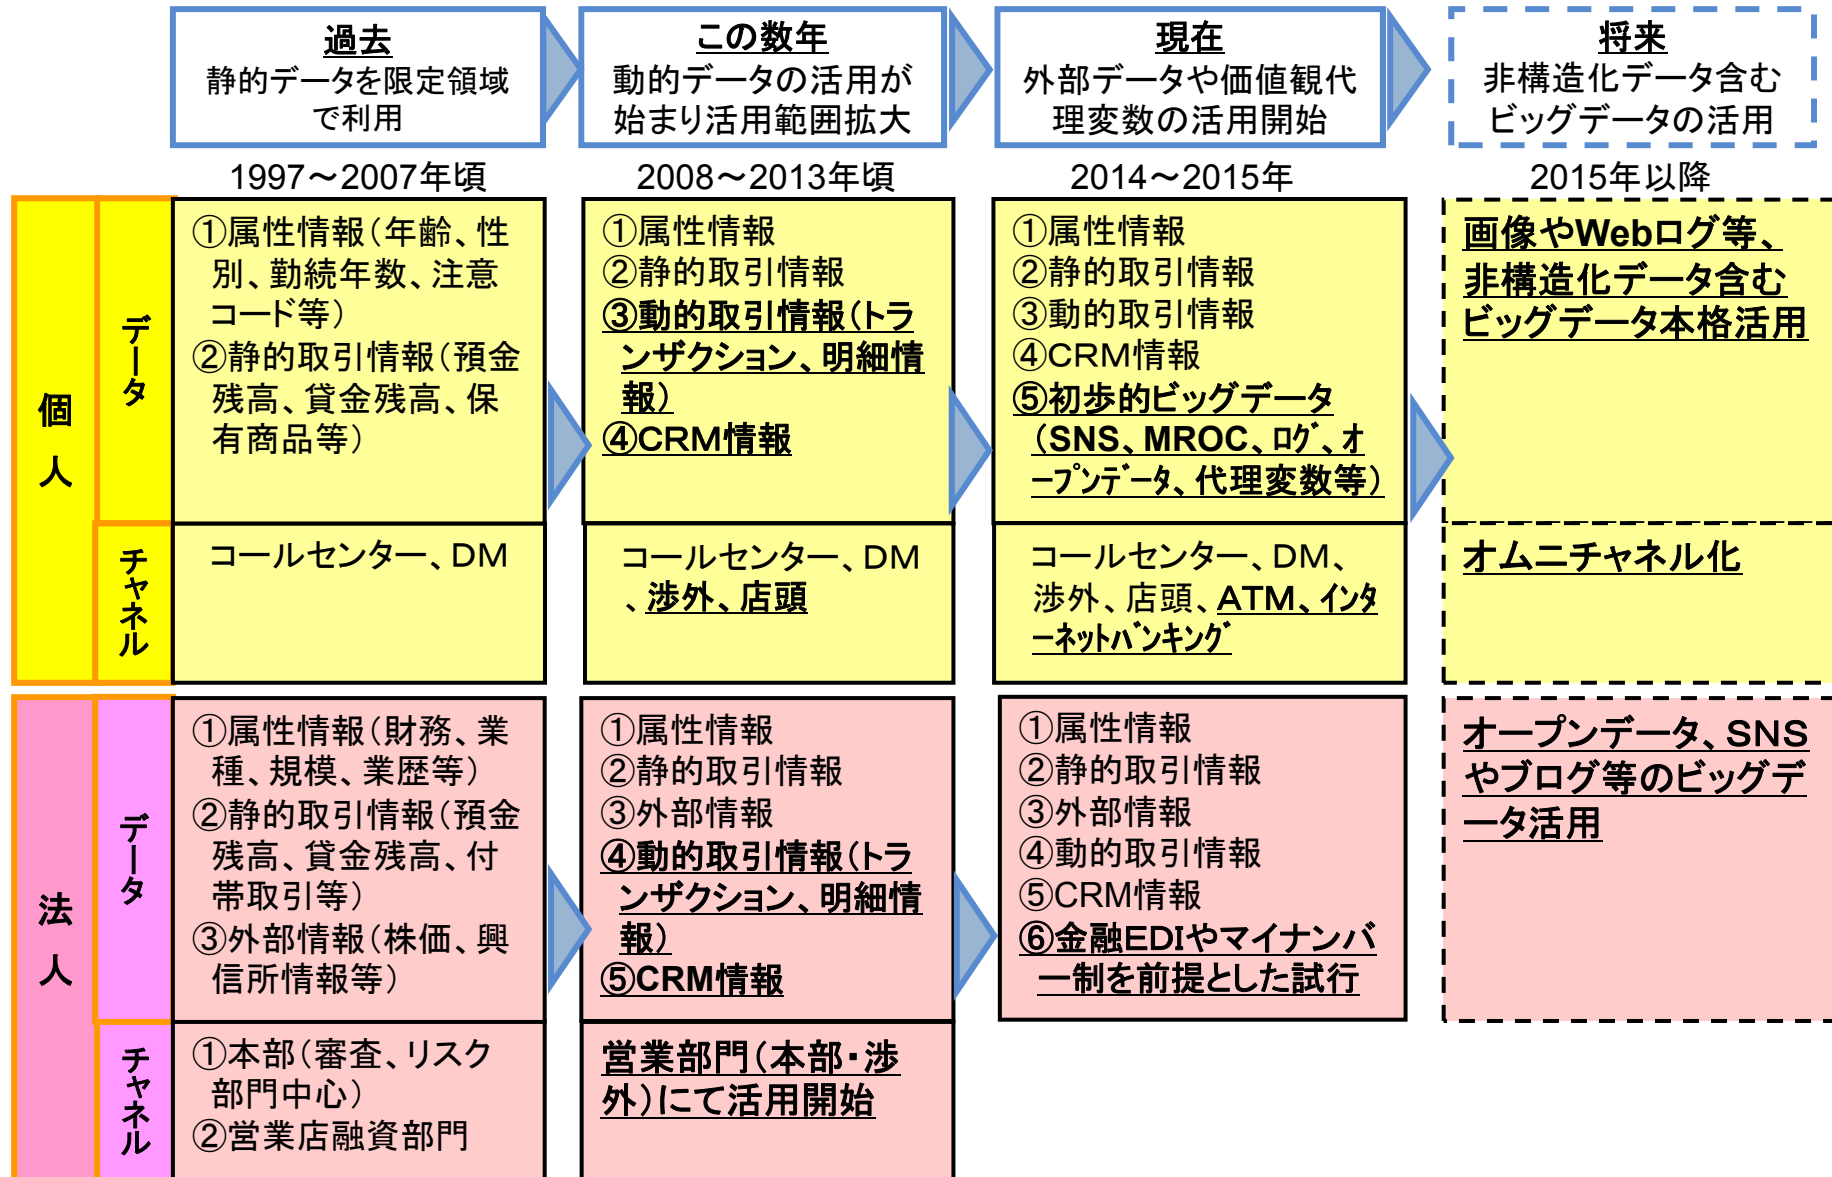 過去
静的データを限定領域
で利用
この数年
動的データの活用が
始まり活用範囲拡大
現在
外部データや価値観代
理変数の活用開始
将来
非構造化データ含む
ビッグデータの活用
1997～2007年頃
2008～2013年頃
2014～2015年
2015年以降
個人
データ
①属性情報（年齢、性
別、勤続年数、注意
コード等）
②静的取引情報（預金
残高、貸金残高、保
有商品等）
①属性情報
②静的取引情報
③動的取引情報（トラ
ンザクション、明細情
報）
④ＣＲＭ情報
①属性情報
②静的取引情報
③動的取引情報
④ＣＲＭ情報
⑤初歩的ビッグデータ
（SNS、MROC、ﾛｸﾞ、ｵ
ｰﾌﾟﾝﾃﾞｰﾀ、代理変数等）
画像やWebログ等、
非構造化データ含む
ビッグデータ本格活用
チャネル
コールセンター、ＤＭ
コールセンター、ＤＭ
、渉外、店頭
コールセンター、ＤＭ、
渉外、店頭、ＡＴＭ、ｲﾝﾀ
ｰﾈｯﾄﾊﾞﾝｷﾝｸﾞ
オムニチャネル化
法人
データ
①属性情報（財務、業
種、規模、業歴等）
②静的取引情報（預金
残高、貸金残高、付
帯取引等）
③外部情報（株価、興
信所情報等）
①属性情報
②静的取引情報
③外部情報
④動的取引情報（トラ
ンザクション、明細情
報）
⑤CRM情報
①属性情報
②静的取引情報
③外部情報
④動的取引情報
⑤CRM情報
⑥金融ＥＤＩやマイナンバ
ー制を前提とした試行
オープンデータ、ＳＮＳ
やブログ等のビッグデ
ータ活用
チャネル
①本部（審査、リスク
部門中心）
②営業店融資部門
営業部門（本部・渉
外）にて活用開始